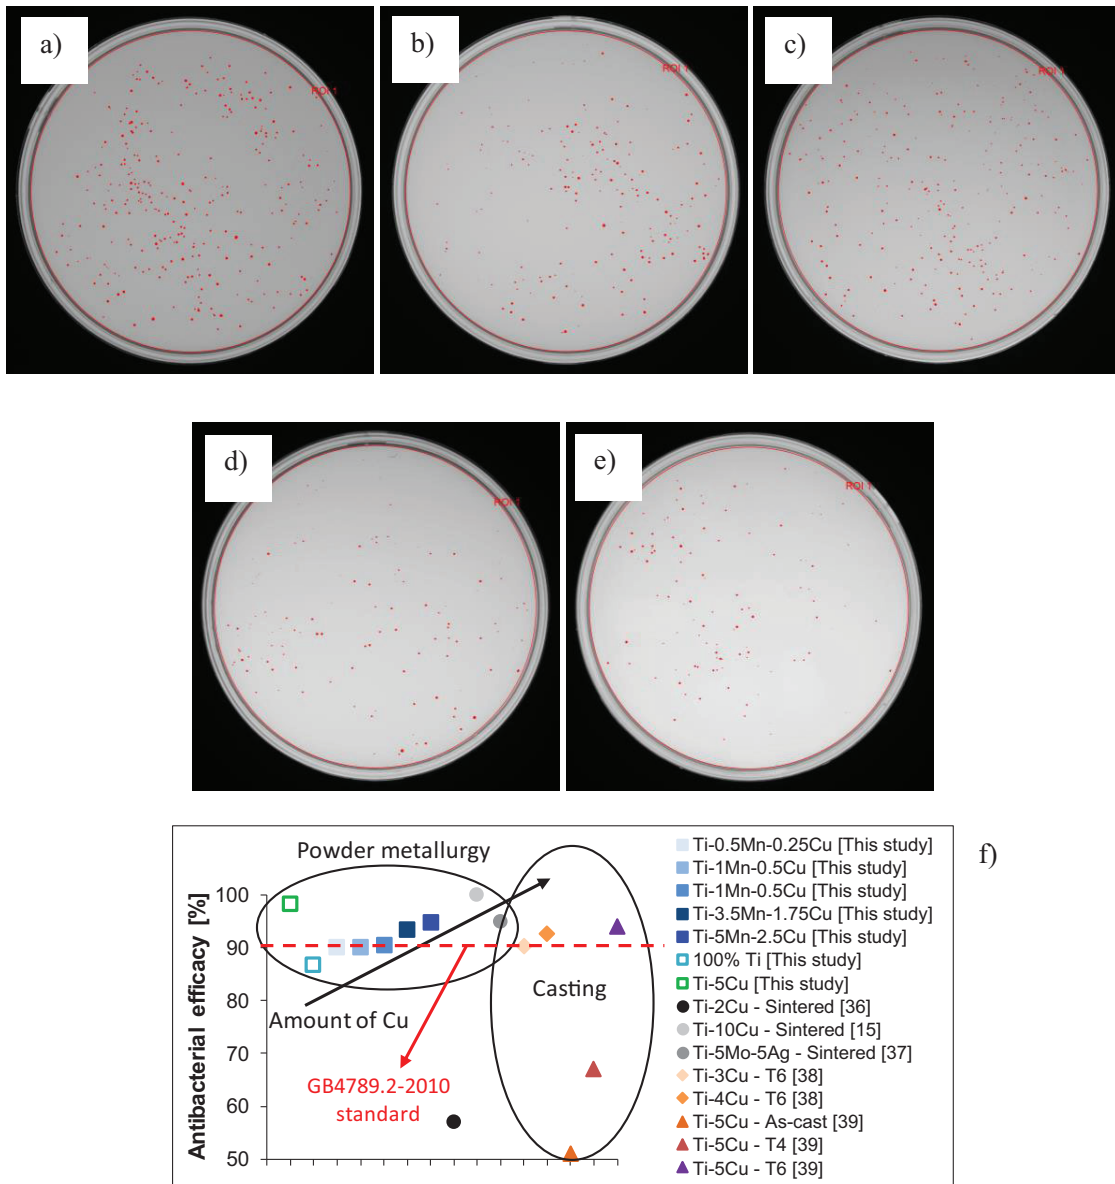 a)
ROI 1
b)
ROI 1
c)
ROI 1
d)
ROI 1
e)
ROI 1
f)
Powder metallurgy
Casting
Amount of Cu
GB4789.2-2010
standard
Antibacterial efficacy [%]
100
90
80
70
60
50
Ti-0.5Mn-0.25Cu [This study]
Ti-1Mn-0.5Cu [This study]
Ti-1Mn-0.5Cu [This study]
Ti-3.5Mn-1.75Cu [This study]
Ti-5Mn-2.5Cu [This study]
100% Ti [This study]
Ti-5Cu [This study]
Ti-2Cu - Sintered [36]
Ti-10Cu - Sintered [15]
Ti-5Mo-5Ag - Sintered [37]
Ti-3Cu - T6 [38]
Ti-4Cu - T6 [38]
Ti-5Cu - As-cast [39]
Ti-5Cu - T4 [39]
Ti-5Cu - T6 [39]